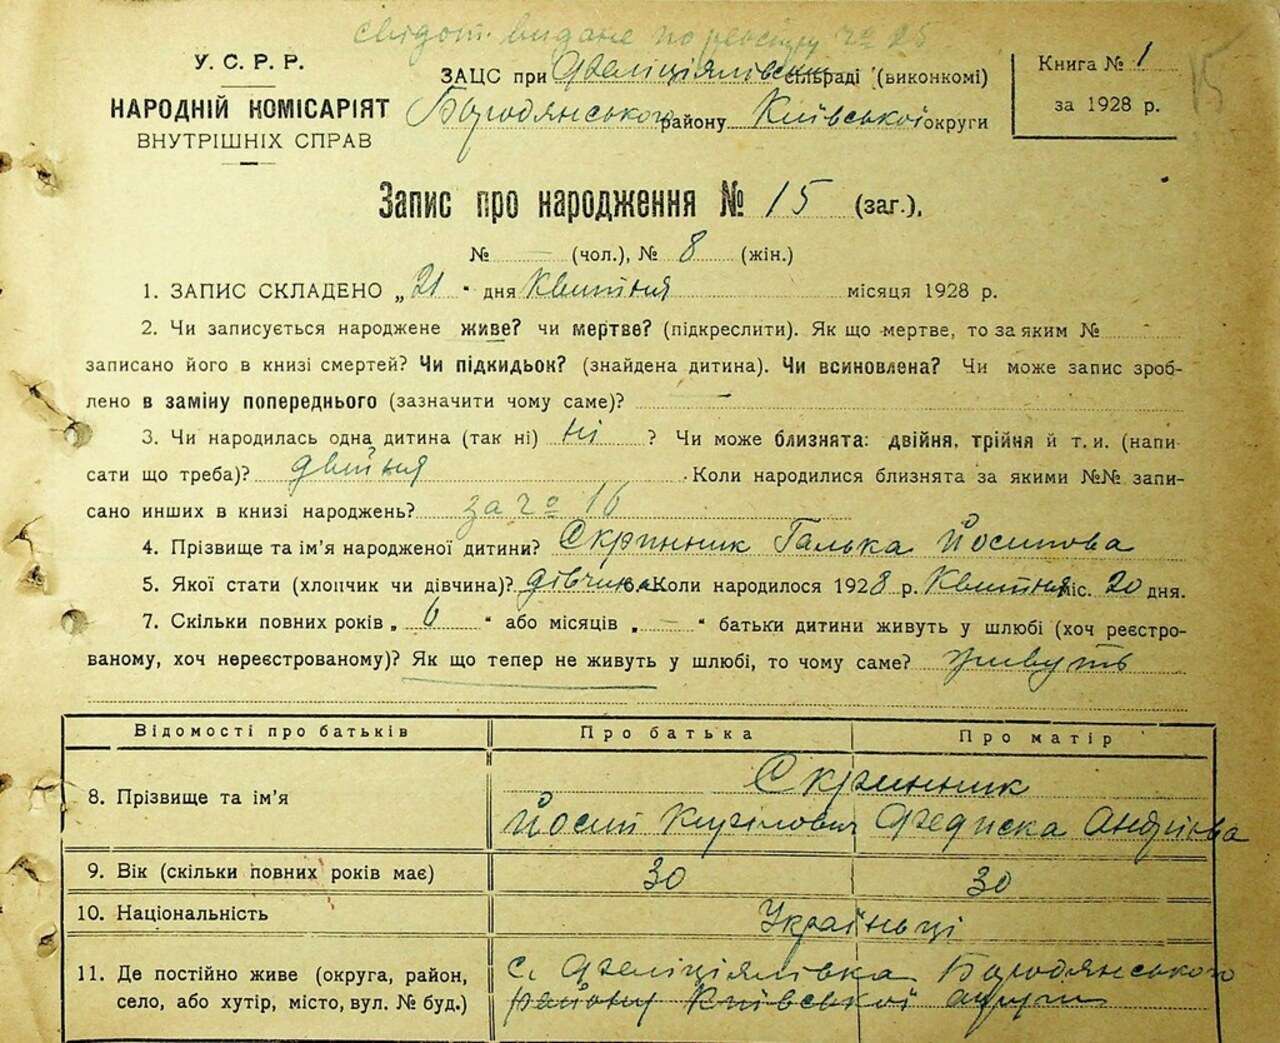 свідот. видане по реєстру № 25
У. С. Р. Р.
НАРОДНІЙ КОМІСАРІЯТ
ВНУТРІШНІХ СПРАВ
ЗАЦС при Феліціялівськ сільраді (виконкомі)
Бородянського району Київської округи
Книга № 1
за 1928 р.
15
Запис про народження № 15 (заг.),
№ — (чол.), № 8 (жін.)
1. ЗАПИС СКЛАДЕНО „21" дня Квітня місяця 1928 р.
2. Чи записується народжене живе? чи мертве? (підкреслити). Як що мертве, то за яким №
записано його в книзі смертей? Чи підкидьок? (знайдена дитина). Чи всиновлена? Чи може запис зроб-
лено в заміну попереднього (зазначити чому саме)? —
3. Чи народилась одна дитина (так ні) ні ? Чи може близнята: двійня, трійня й т. и. (напи-
сати що треба)? двійня . Коли народилися близнята за якими №№ запи-
сано инших в книзі народжень? за № 16
4. Прізвище та ім'я народженої дитини? Скринник Галька Йосипова
5. Якої стати (хлопчик чи дівчина)? дівчина Коли народилося 1928 р. Квітня міс. 20 дня.
7. Скільки повних років „ 6 " або місяців „ — " батьки дитини живуть у шлюбі (хоч реєстро-
ваному, хоч нереєстрованому)? Як що тепер не живуть у шлюбі, то чому саме? живуть
Відомості про батьків Про батька Про матір
8. Прізвище та ім'я Скринник
Йосип Кирилович Федиска Андріїва
9. Вік (скільки повних років має) 30 30
10. Національність Українці
11. Де постійно живе (округа, район, с. Феліціялівка Бородянського
село, або хутір, місто, вул. № буд.) району Київської округи